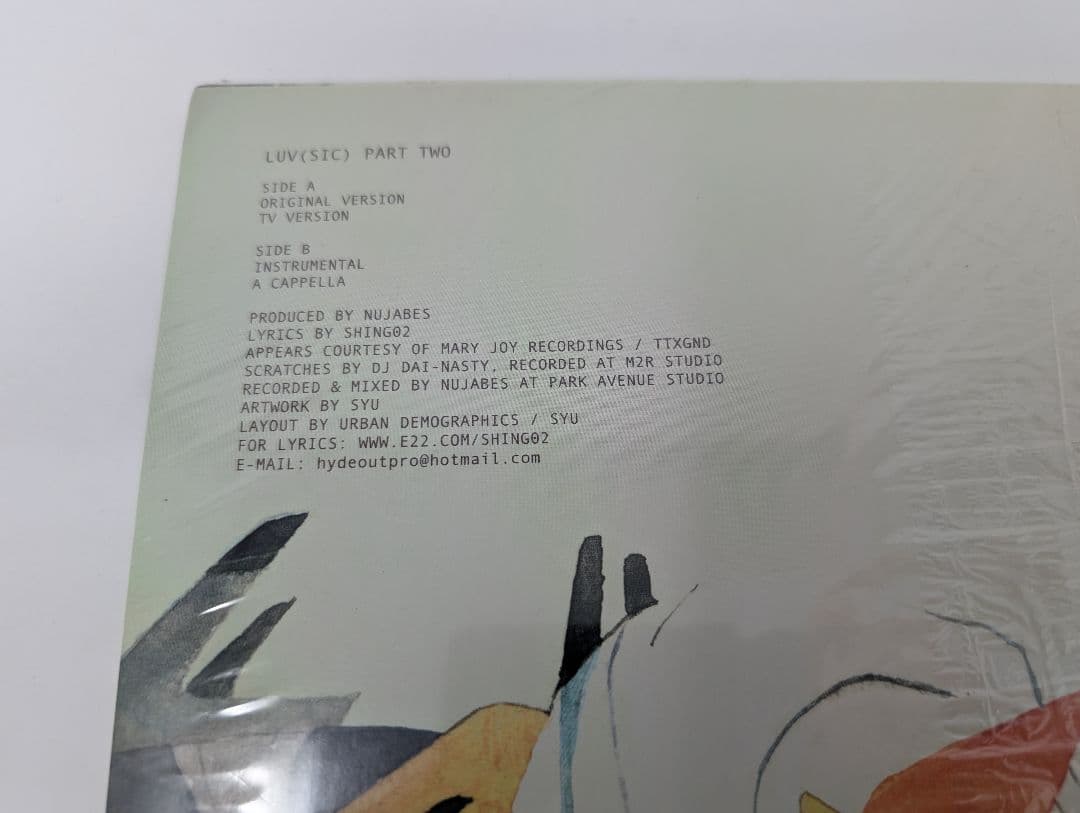 LUV(SIC) PART TWO
SIDE A
ORIGINAL VERSION
TV VERSION
SIDE B
INSTRUMENTAL
A CAPPELLA
PRODUCED BY NUJABES
LYRICS BY SHING02
APPEARS COURTESY OF MARY JOY RECORDINGS / TTXGND
SCRATCHES BY DJ DAI-NASTY, RECORDED AT M2R STUDIO
RECORDED & MIXED BY NUJABES AT PARK AVENUE STUDIO
ARTWORK BY SYU
LAYOUT BY URBAN DEMOGRAPHICS / SYU
FOR LYRICS: WWW.E22.COM/SHING02
E-MAIL: hydeoutpro@hotmail.com